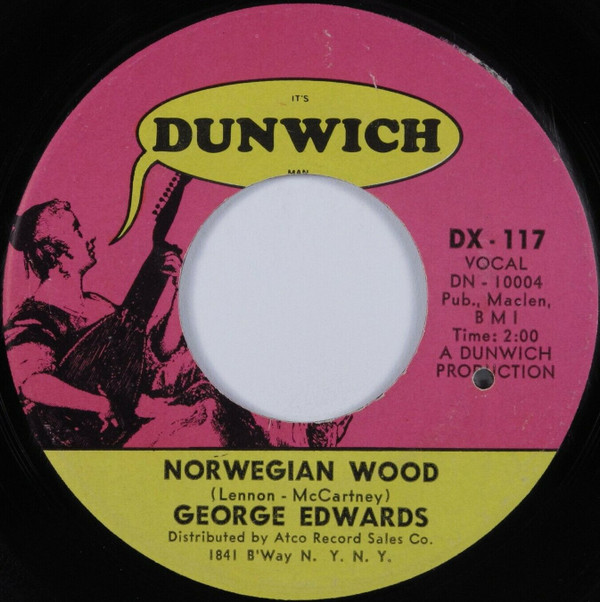 IT'S
DUNWICH
MAN
DX - 117
VOCAL
DN - 10004
Pub., Maclen,
B M I
Time: 2:00
A DUNWICH
PRODUCTION
NORWEGIAN WOOD
(Lennon - McCartney)
GEORGE EDWARDS
Distributed by Atco Record Sales Co.
1841 B'Way N. Y. N. Y.